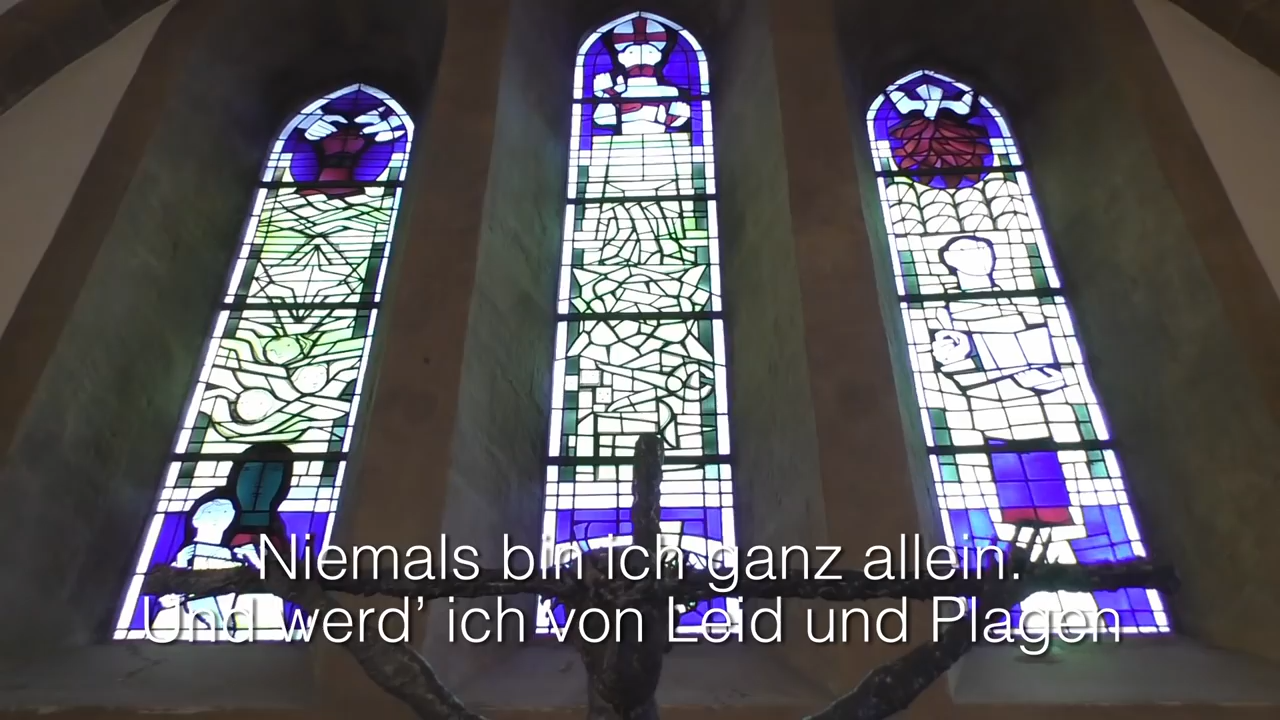 Niemals bin ich ganz allein.
Und werd’ ich von Leid und Plagen